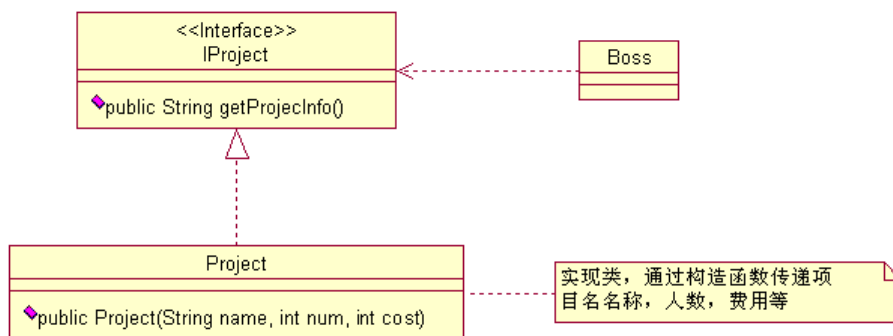 <<Interface>>
IProject
public String getProjecInfo()
Boss
Project
public Project(String name, int num, int cost)
实现类，通过构造函数传递项
目名名称，人数，费用等